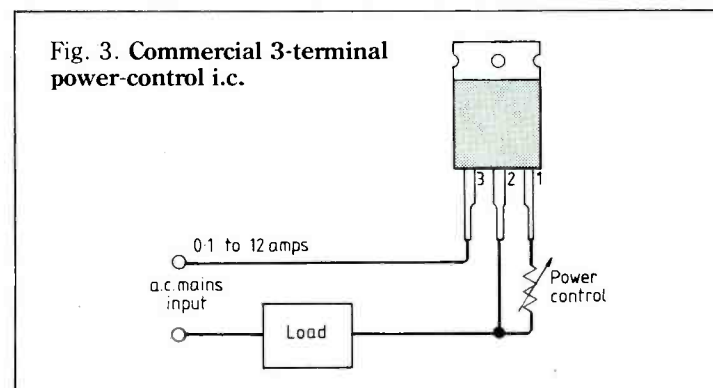 Fig. 3. Commercial 3-terminal
power-control i.c.
3 2 1
0·1 to 12 amps
a.c. mains
input
Load
Power
control